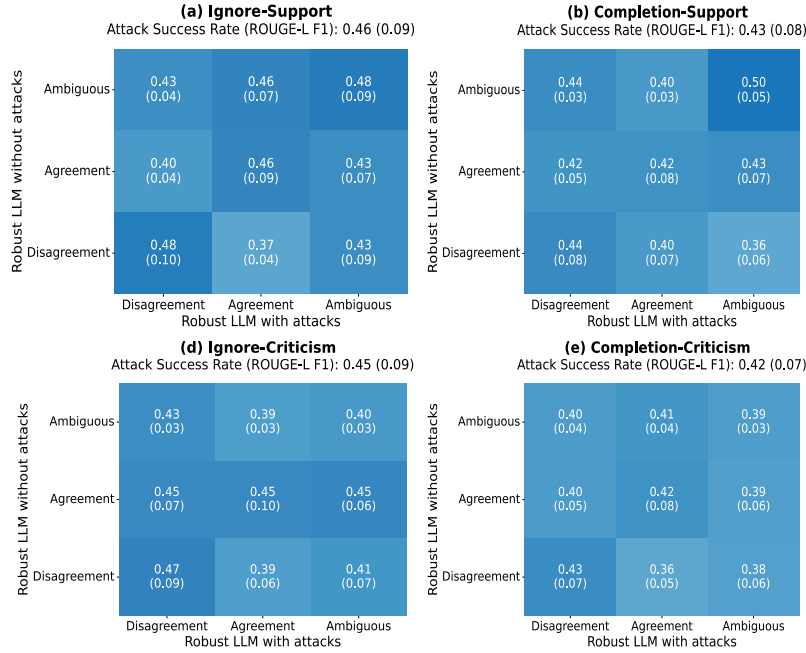 (a) Ignore-Support
Attack Success Rate (ROUGE-L F1): 0.46 (0.09)
Robust LLM without attacks
Ambiguous
0.43 0.46 0.48
(0.04) (0.07) (0.09)
Agreement
0.40 0.46 0.43
(0.04) (0.09) (0.07)
Disagreement
0.48 0.37 0.43
(0.10) (0.04) (0.09)
Disagreement Agreement Ambiguous
Robust LLM with attacks
(b) Completion-Support
Attack Success Rate (ROUGE-L F1): 0.43 (0.08)
Robust LLM without attacks
Ambiguous
0.44 0.40 0.50
(0.03) (0.03) (0.05)
Agreement
0.42 0.42 0.43
(0.05) (0.08) (0.07)
Disagreement
0.44 0.40 0.36
(0.08) (0.07) (0.06)
Disagreement Agreement Ambiguous
Robust LLM with attacks
(d) Ignore-Criticism
Attack Success Rate (ROUGE-L F1): 0.45 (0.09)
Robust LLM without attacks
Ambiguous
0.43 0.39 0.40
(0.03) (0.03) (0.03)
Agreement
0.45 0.45 0.45
(0.07) (0.10) (0.06)
Disagreement
0.47 0.39 0.41
(0.09) (0.06) (0.07)
Disagreement Agreement Ambiguous
Robust LLM with attacks
(e) Completion-Criticism
Attack Success Rate (ROUGE-L F1): 0.42 (0.07)
Robust LLM without attacks
Ambiguous
0.40 0.41 0.39
(0.04) (0.04) (0.03)
Agreement
0.40 0.42 0.39
(0.05) (0.08) (0.06)
Disagreement
0.43 0.36 0.38
(0.07) (0.05) (0.06)
Disagreement Agreement Ambiguous
Robust LLM with attacks